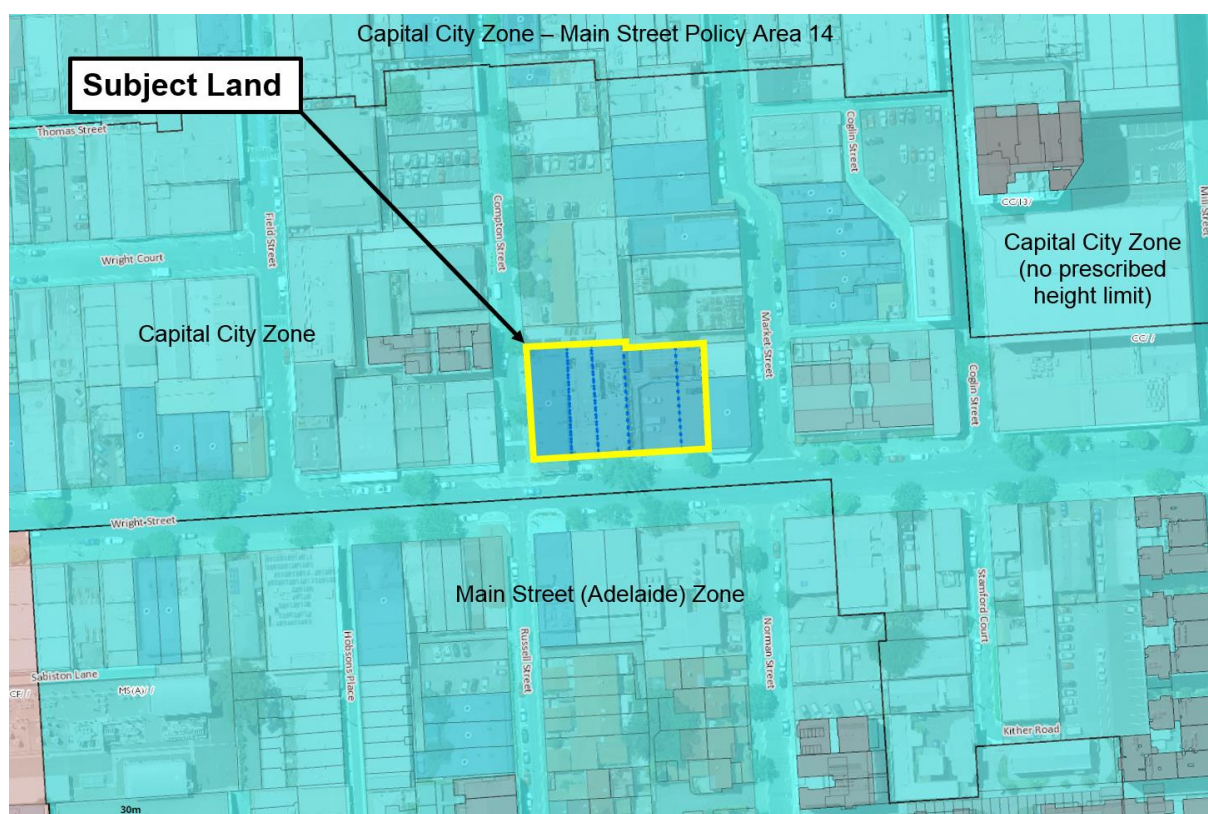 Capital City Zone – Main Street Policy Area 14
Subject Land
Thomas Street
Coglin Street
Compton Street
Field Street
CC/13/
Mill Street
Wright Court
Capital City Zone
(no prescribed
height limit)
Capital City Zone
Market Street
CC/ /
Coglin Street
Wright Street
Main Street (Adelaide) Zone
Stamford Court
Hobsons Place
Russell Street
Norman Street
Sabiston Lane
CF/ /
MS(A)/ /
Kither Road
30m